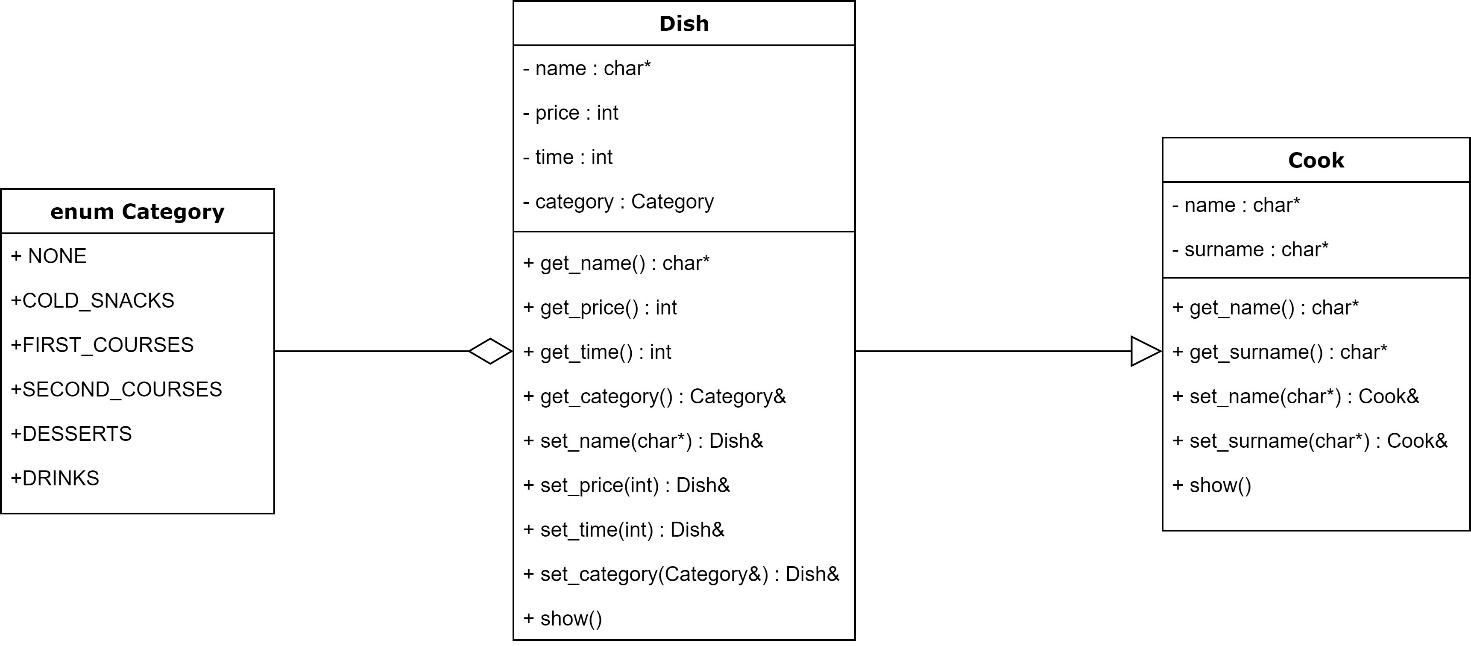 enum Category
+ NONE
+COLD_SNACKS
+FIRST_COURSES
+SECOND_COURSES
+DESSERTS
+DRINKS
Dish
- name : char*
- price : int
- time : int
- category : Category
+ get_name() : char*
+ get_price() : int
+ get_time() : int
+ get_category() : Category&
+ set_name(char*) : Dish&
+ set_price(int) : Dish&
+ set_time(int) : Dish&
+ set_category(Category&) : Dish&
+ show()
Cook
- name : char*
- surname : char*
+ get_name() : char*
+ get_surname() : char*
+ set_name(char*) : Cook&
+ set_surname(char*) : Cook&
+ show()